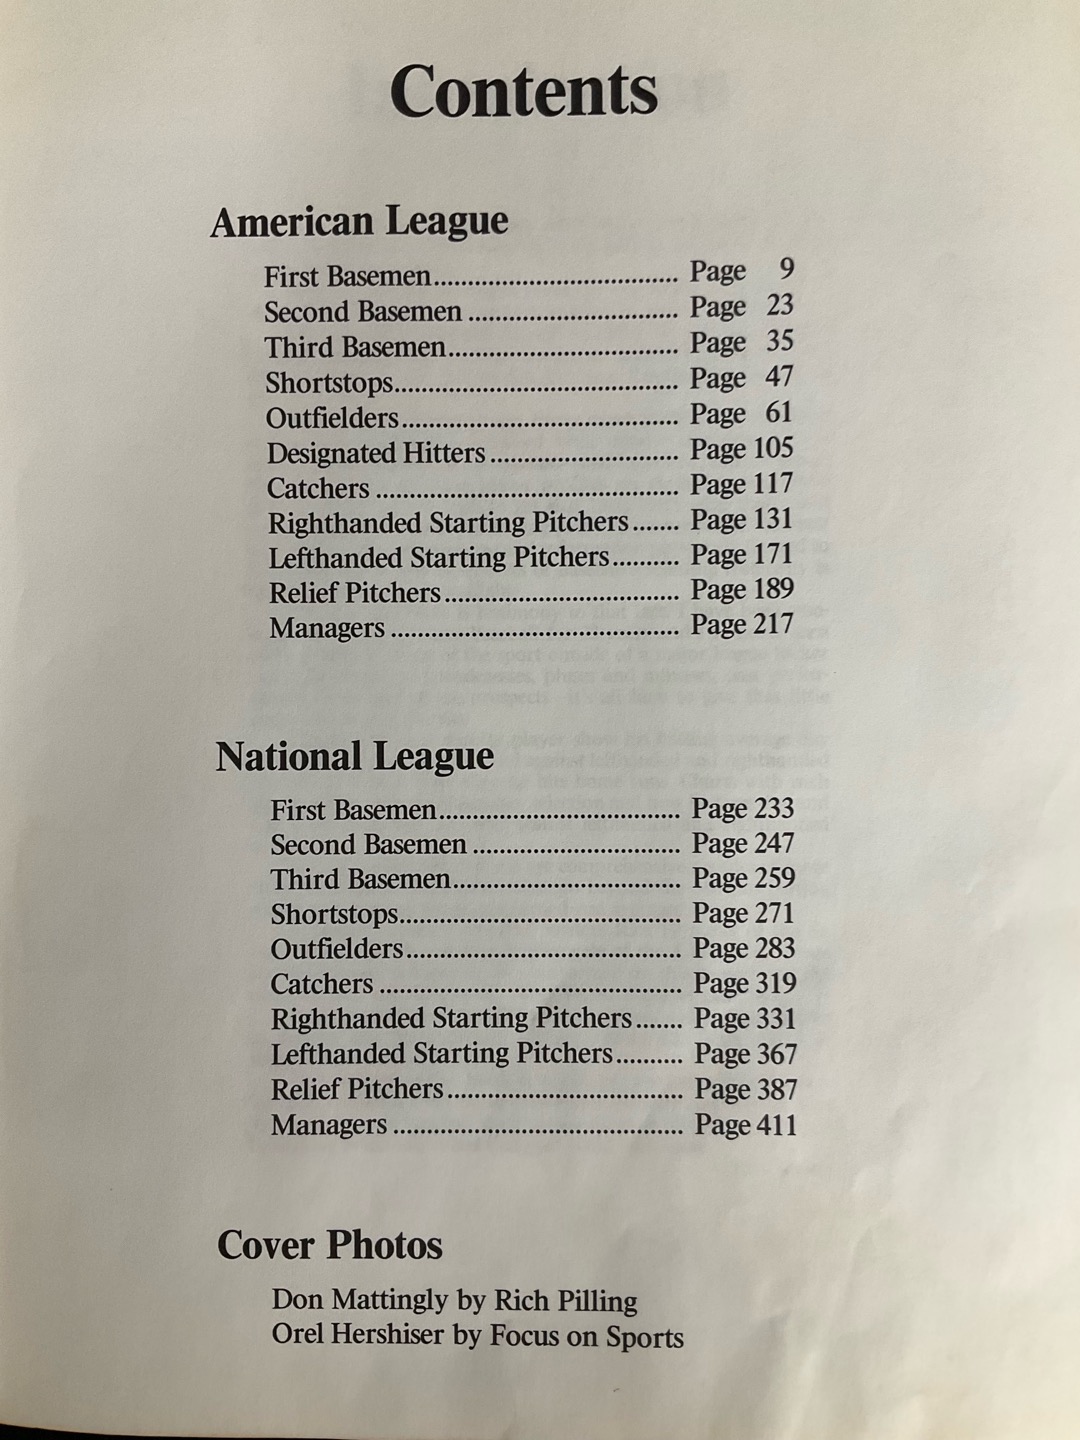 Contents
American League
First Basemen.................................... Page 9
Second Basemen ............................... Page 23
Third Basemen.................................. Page 35
Shortstops.......................................... Page 47
Outfielders......................................... Page 61
Designated Hitters ............................ Page 105
Catchers ............................................. Page 117
Righthanded Starting Pitchers....... Page 131
Lefthanded Starting Pitchers.......... Page 171
Relief Pitchers................................... Page 189
Managers ........................................... Page 217
National League
First Basemen.................................... Page 233
Second Basemen ............................... Page 247
Third Basemen.................................. Page 259
Shortstops.......................................... Page 271
Outfielders......................................... Page 283
Catchers ............................................. Page 319
Righthanded Starting Pitchers....... Page 331
Lefthanded Starting Pitchers.......... Page 367
Relief Pitchers................................... Page 387
Managers ........................................... Page 411
Cover Photos
Don Mattingly by Rich Pilling
Orel Hershiser by Focus on Sports